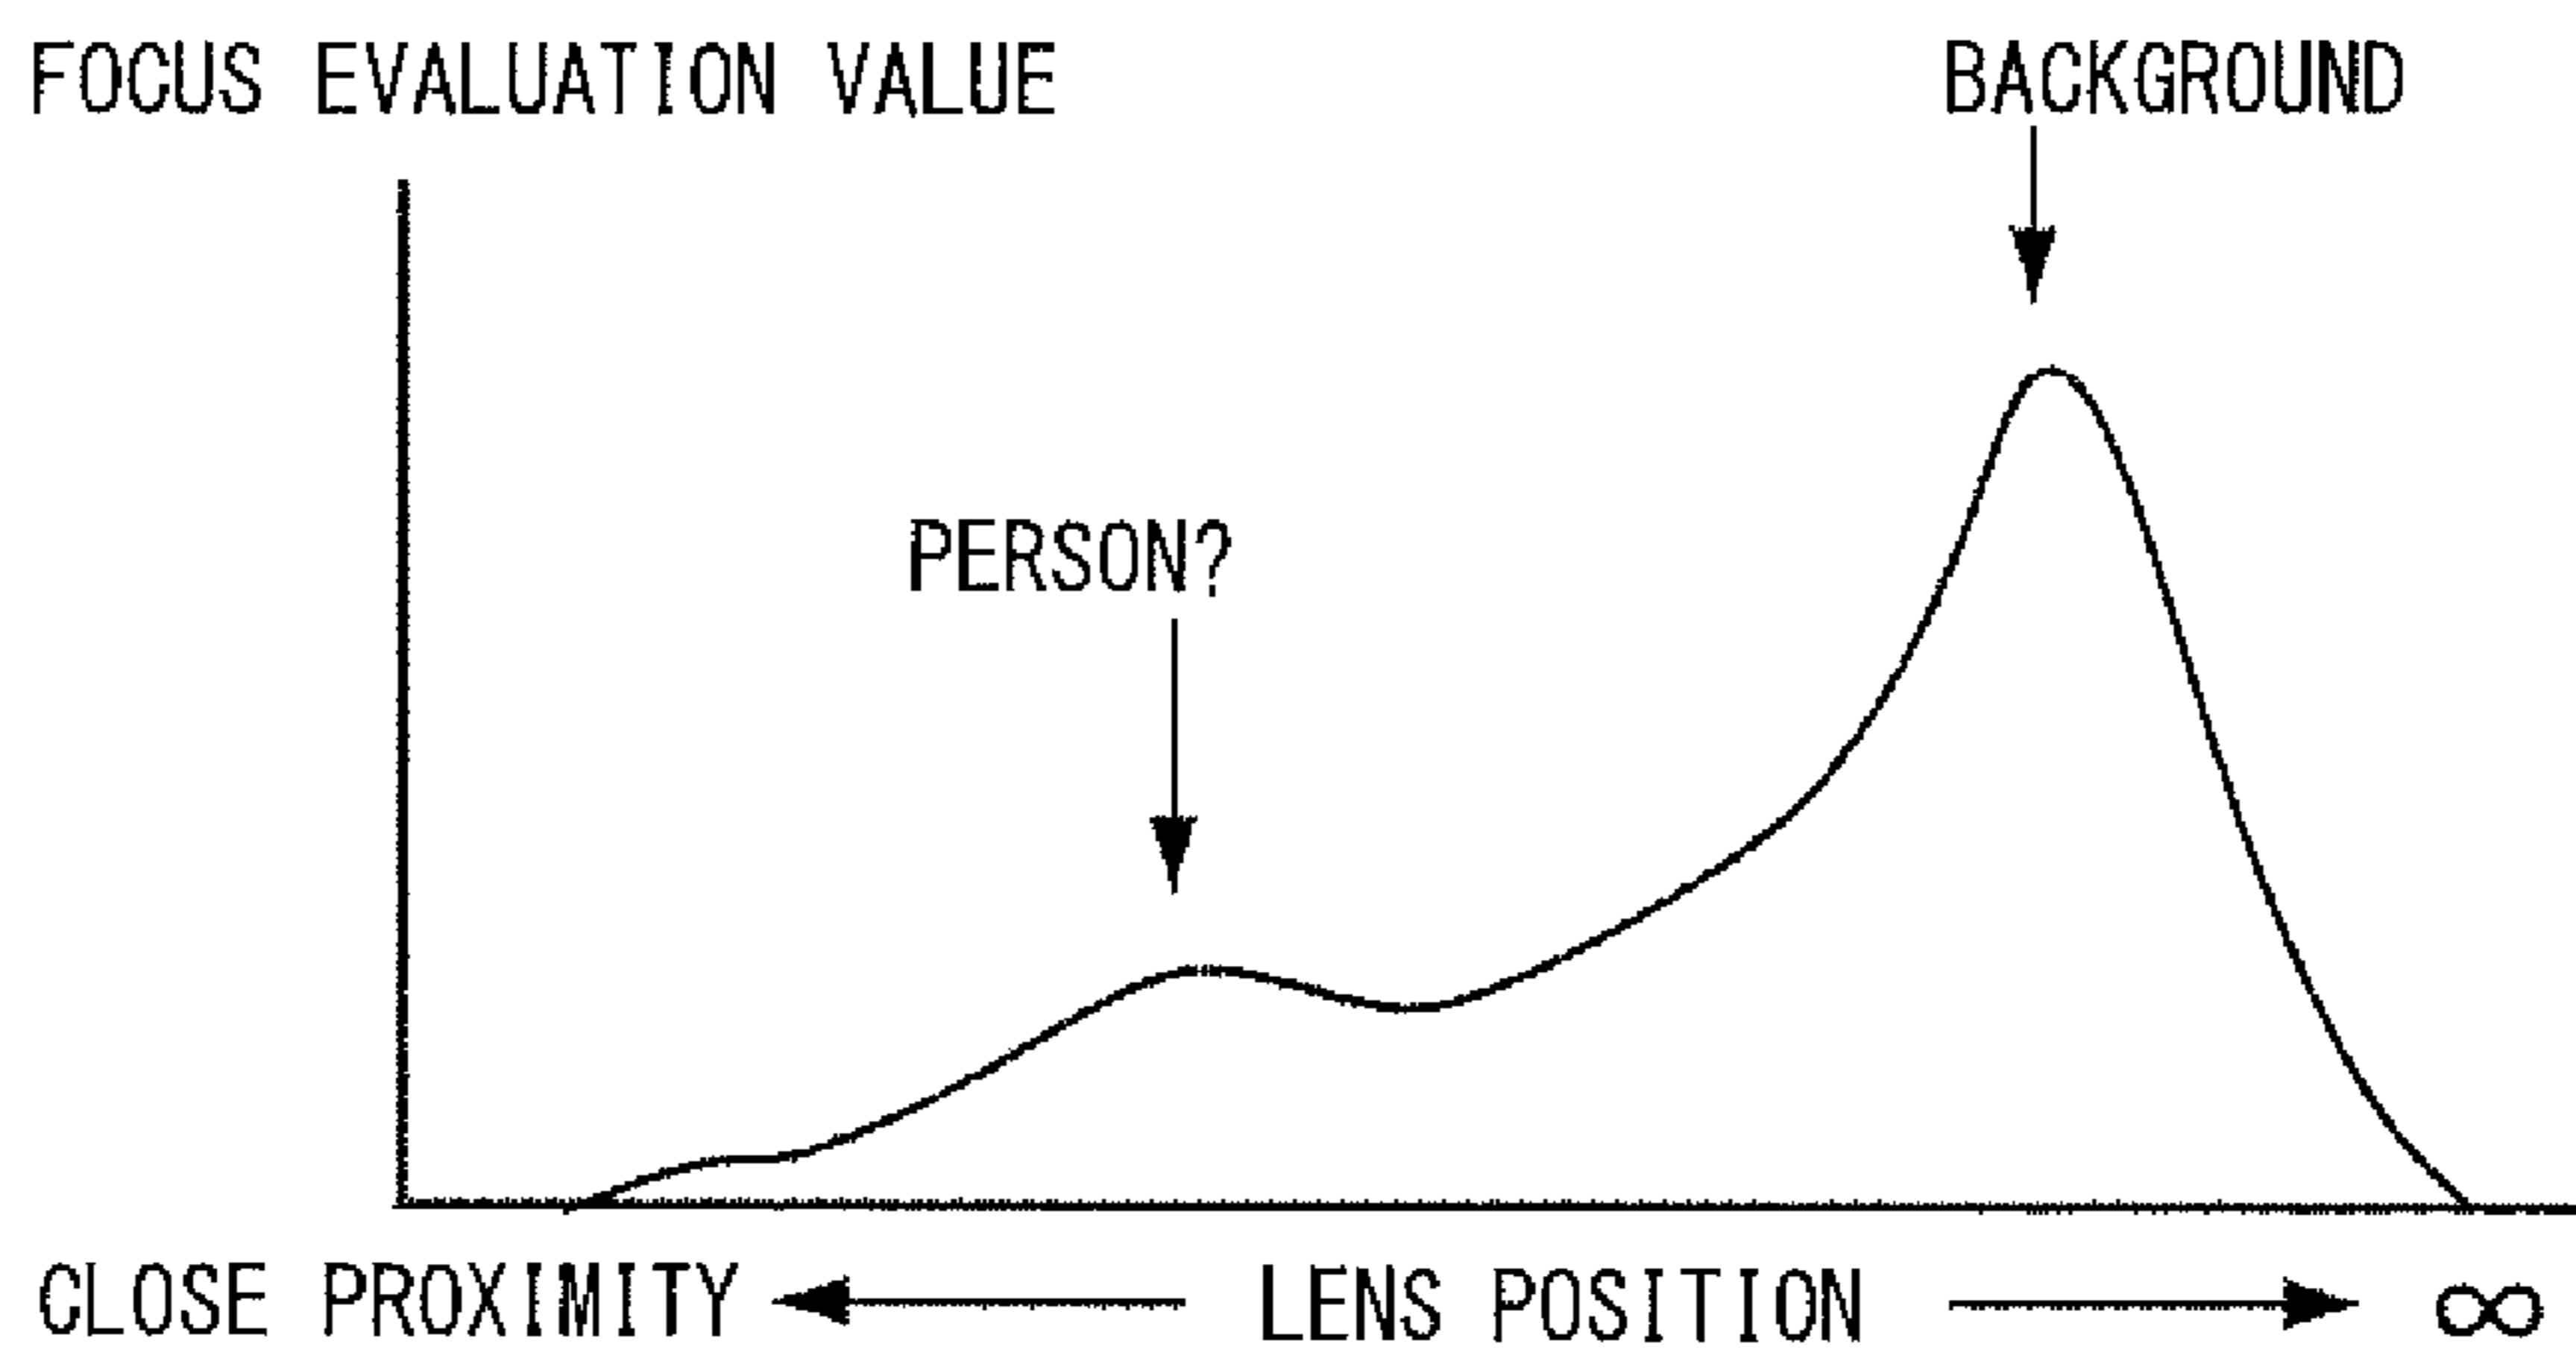 FOCUS EVALUATION VALUE
BACKGROUND
PERSON?
CLOSE PROXIMITY
LENS POSITION
∞